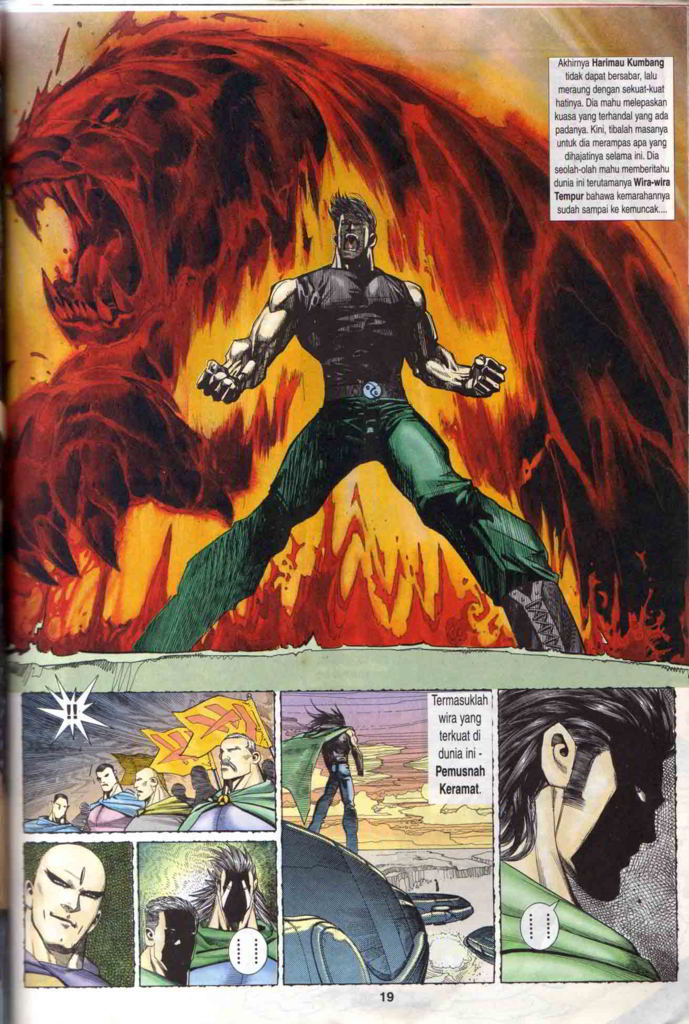 Akhirnya Harimau Kumbang
tidak dapat bersabar, lalu
meraung dengan sekuat-kuat
hatinya. Dia mahu melepaskan
kuasa yang terhandal yang ada
padanya. Kini, tibalah masanya
untuk dia merampas apa yang
dihajatinya selama ini. Dia
seolah-olah mahu memberitahu
dunia ini terutamanya Wira-wira
Tempur bahawa kemarahannya
sudah sampai ke kemuncak....
!!
Termasuklah
wira yang
terkuat di
dunia ini -
Pemusnah
Keramat.
19